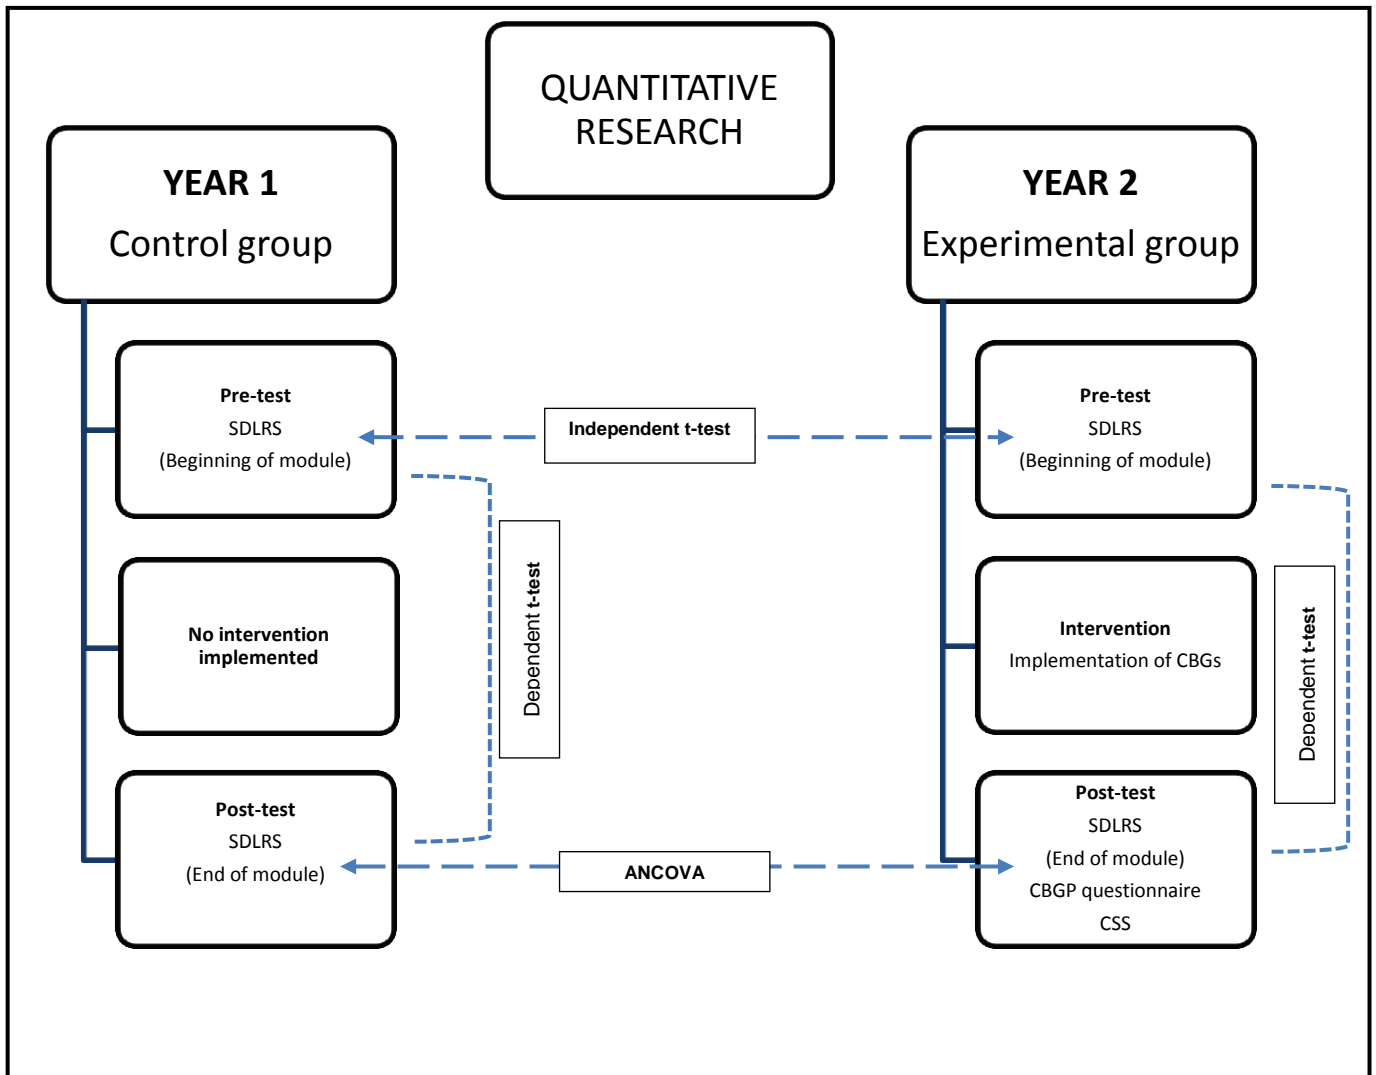 QUANTITATIVE
RESEARCH
YEAR 1
Control group
Pre-test
SDLRS
(Beginning of module)
No intervention
implemented
Post-test
SDLRS
(End of module)
Dependent t-test
Independent t-test
ANCOVA
YEAR 2
Experimental group
Pre-test
SDLRS
(Beginning of module)
Intervention
Implementation of CBGs
Post-test
SDLRS
(End of module)
CBGP questionnaire
CSS
Dependent t-test